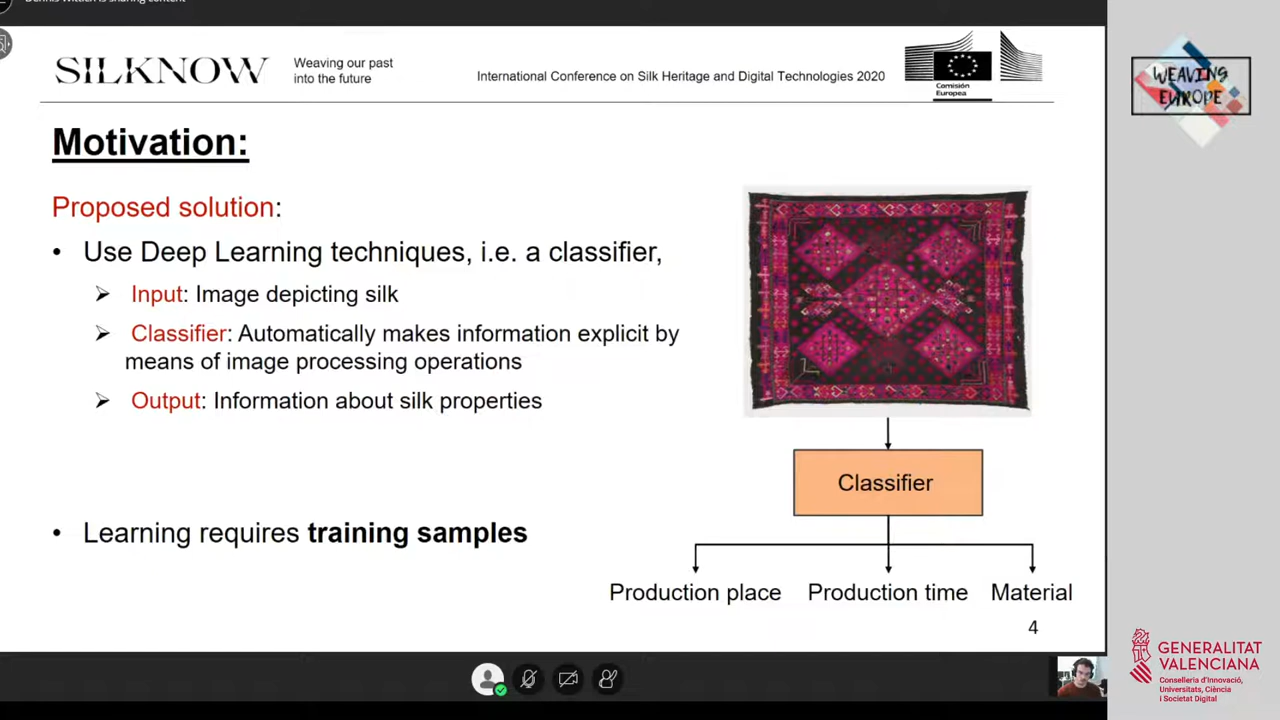 SILKNOW
Weaving our past
into the future
International Conference on Silk Heritage and Digital Technologies 2020
Comisión
Europea
WEAVING
EUROPE
Motivation:
Proposed solution:
• Use Deep Learning techniques, i.e. a classifier,
➢ Input: Image depicting silk
➢ Classifier: Automatically makes information explicit by
means of image processing operations
➢ Output: Information about silk properties
• Learning requires training samples
Classifier
Production place
Production time
Material
4
GENERALITAT
VALENCIANA
Conselleria d'Innovació,
Universitats, Ciència
i Societat Digital